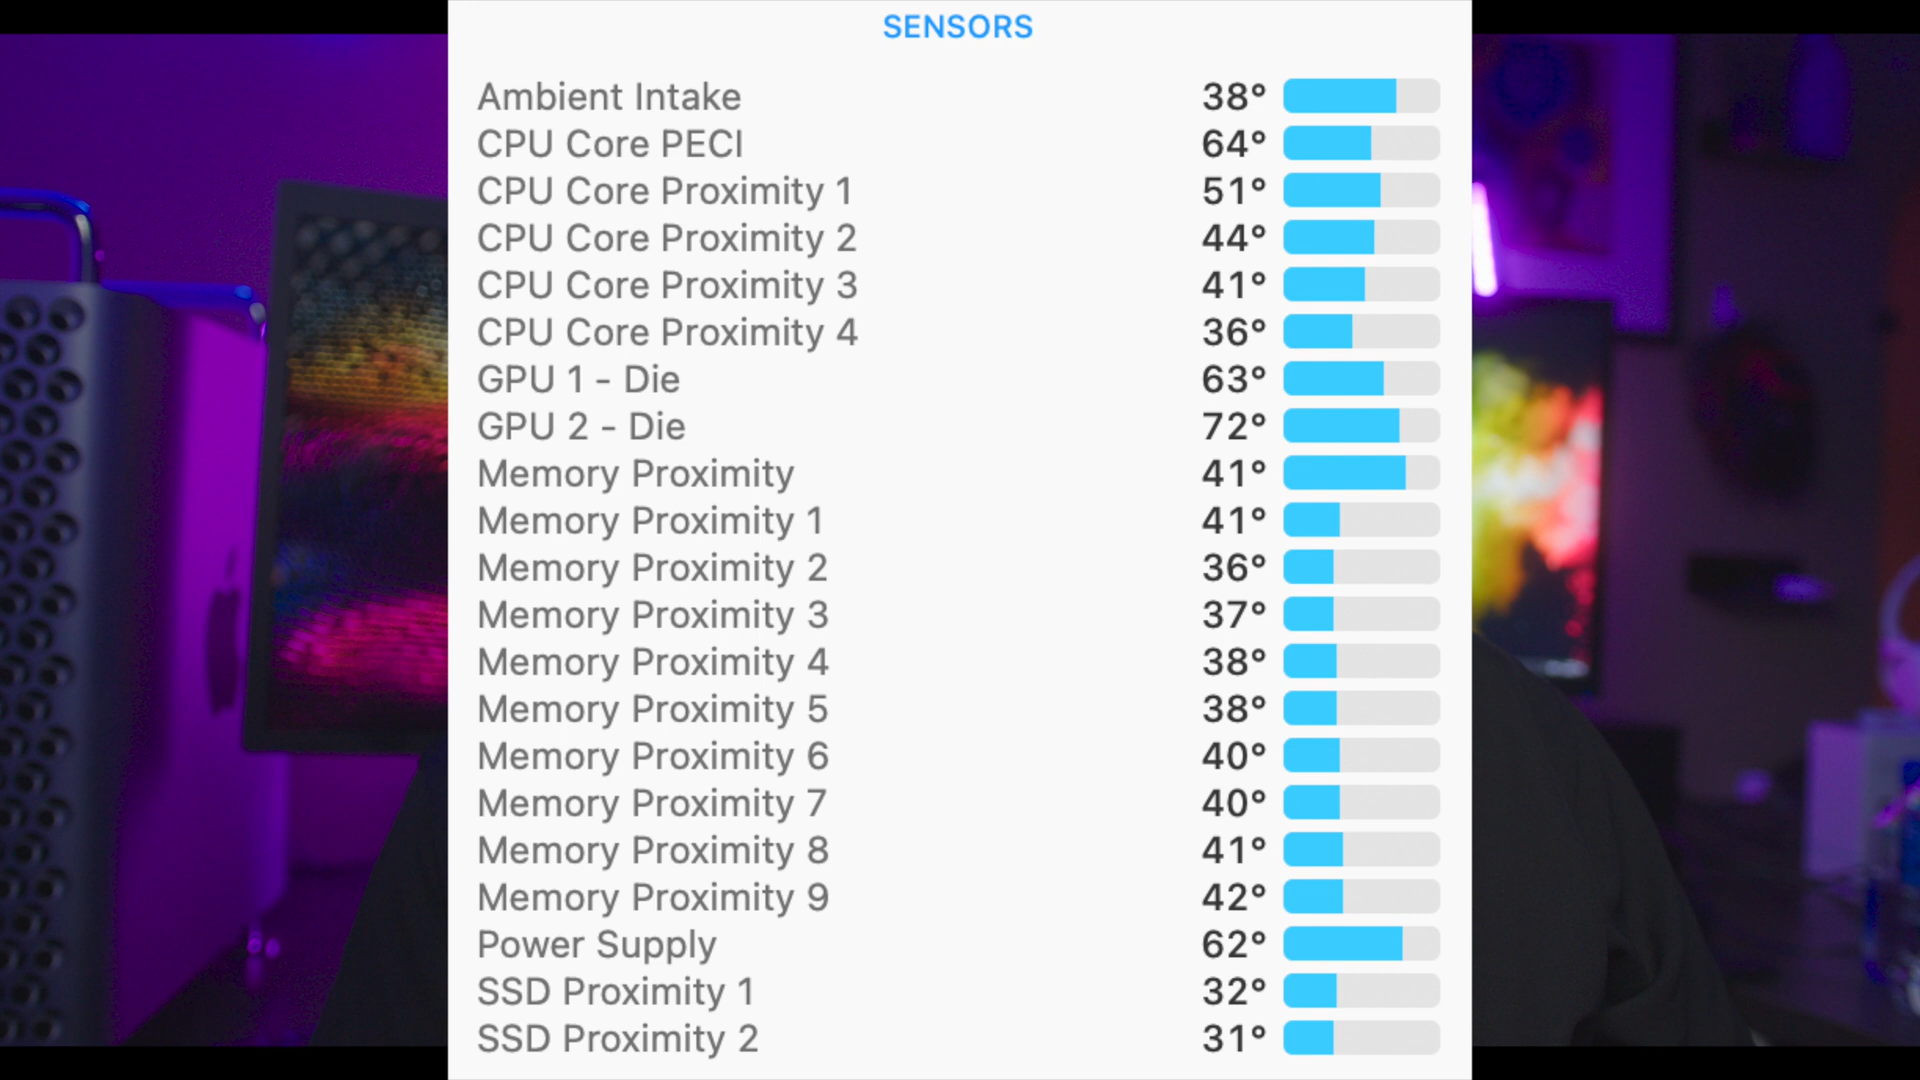 SENSORS
Ambient Intake 38°
CPU Core PECI 64°
CPU Core Proximity 1 51°
CPU Core Proximity 2 44°
CPU Core Proximity 3 41°
CPU Core Proximity 4 36°
GPU 1 - Die 63°
GPU 2 - Die 72°
Memory Proximity 41°
Memory Proximity 1 41°
Memory Proximity 2 36°
Memory Proximity 3 37°
Memory Proximity 4 38°
Memory Proximity 5 38°
Memory Proximity 6 40°
Memory Proximity 7 40°
Memory Proximity 8 41°
Memory Proximity 9 42°
Power Supply 62°
SSD Proximity 1 32°
SSD Proximity 2 31°